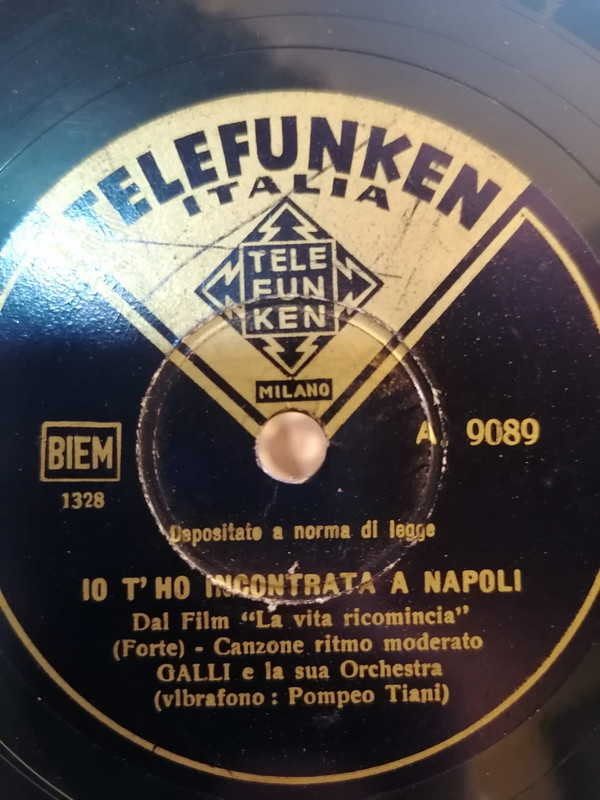 TELEFUNKEN
ITALIA
TELE
FUN
KEN
MILANO
BIEM
A. 9089
1328
Depositato a norma di legge
IO T'HO INCONTRATA A NAPOLI
Dal Film "La vita ricomincia"
(Forte) - Canzone ritmo moderato
GALLI e la sua Orchestra
(vibrafono : Pompeo Tiani)